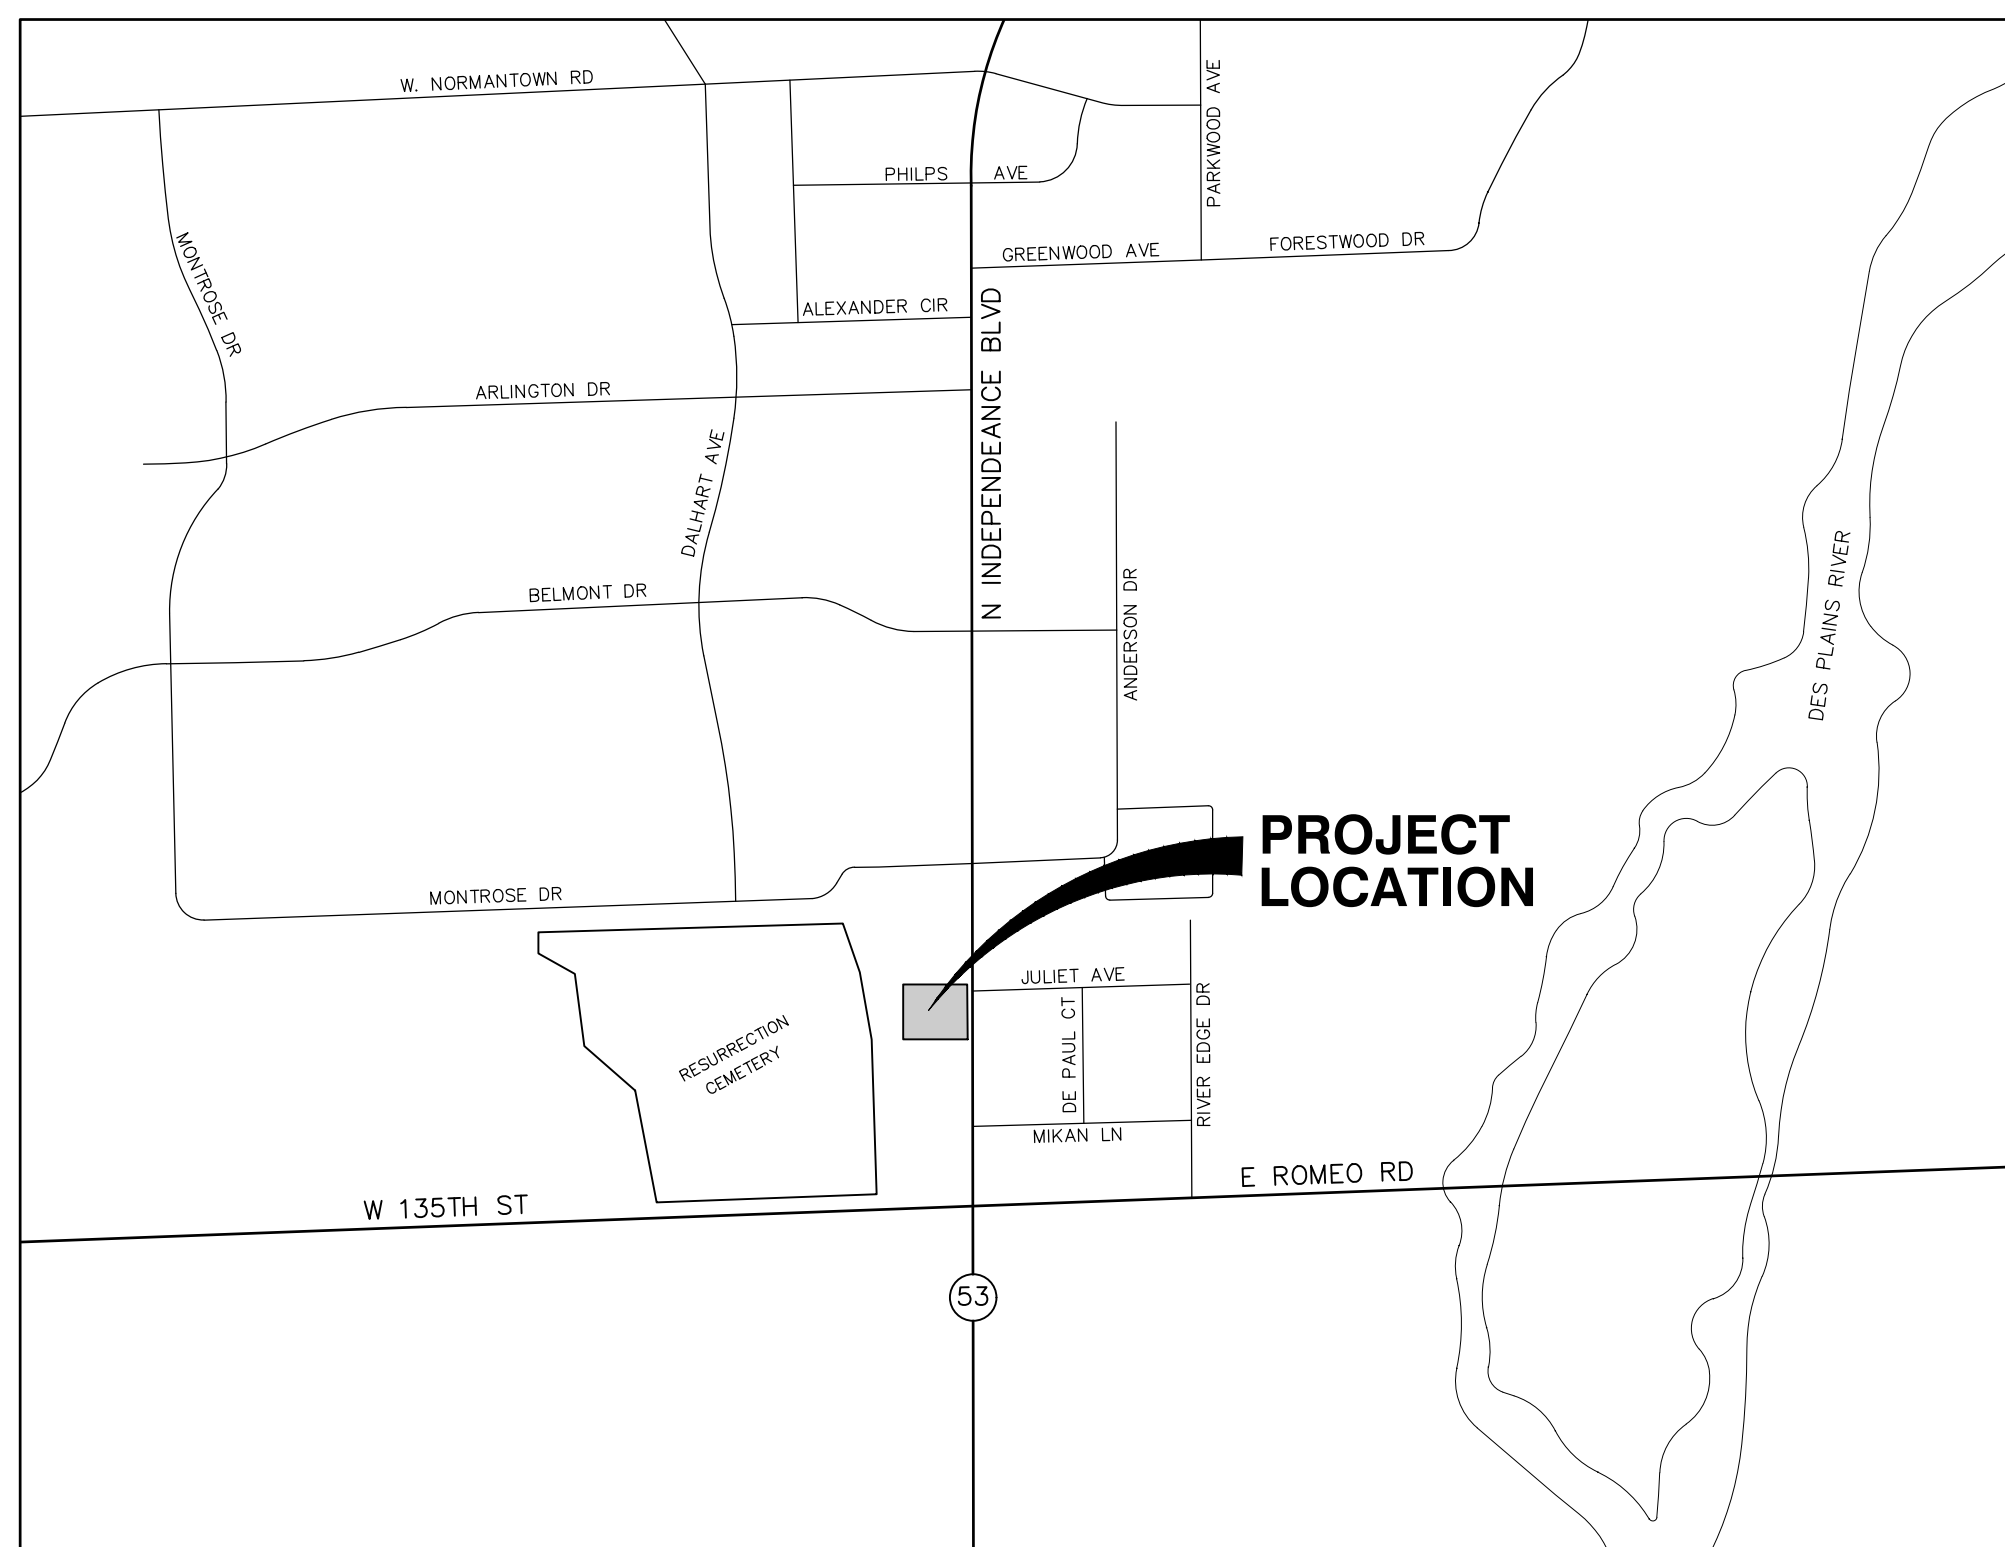 W. NORMANTOWN RD
PARKWOOD AVE
PHILPS AVE
MONTROSE DR
GREENWOOD AVE
FORESTWOOD DR
ALEXANDER CIR
N INDEPENDEANCE BLVD
ARLINGTON DR
DALHART AVE
BELMONT DR
ANDERSON DR
DES PLAINS RIVER
PROJECT
LOCATION
MONTROSE DR
JULIET AVE
DE PAUL CT
RIVER EDGE DR
RESURRECTION
CEMETERY
MIKAN LN
E ROMEO RD
W 135TH ST
53